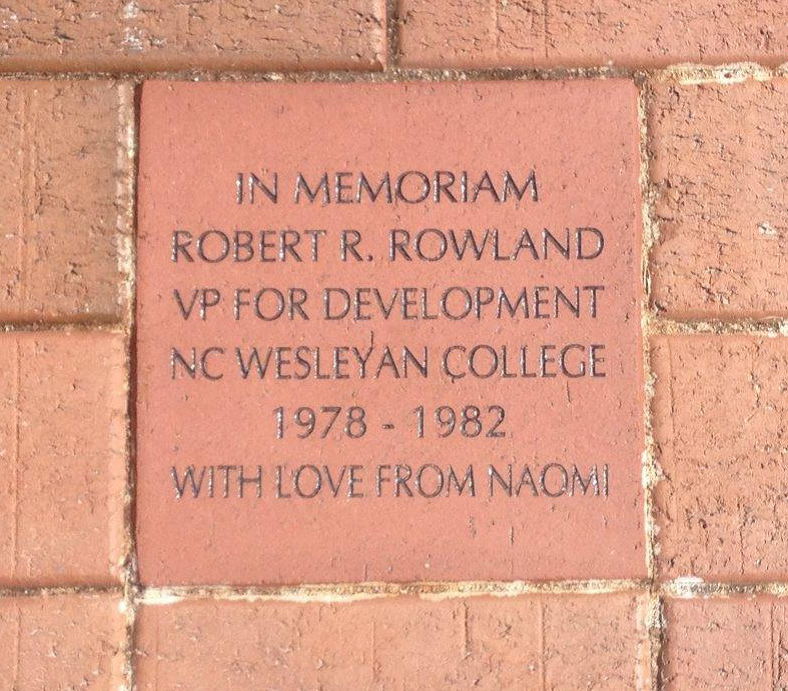 IN MEMORIAM
ROBERT R. ROWLAND
VP FOR DEVELOPMENT
NC WESLEYAN COLLEGE
1978 - 1982
WITH LOVE FROM NAOMI